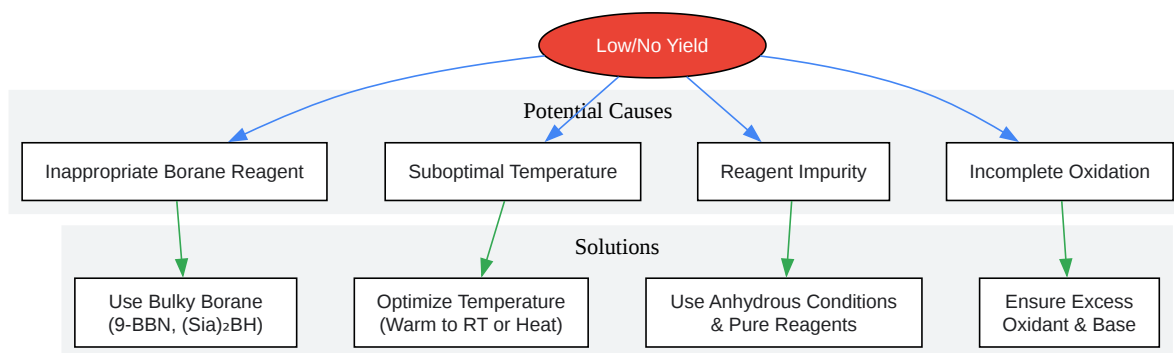 Low/No Yield
Potential Causes
Inappropriate Borane Reagent
Suboptimal Temperature
Reagent Impurity
Incomplete Oxidation
Solutions
Use Bulky Borane
(9-BBN, (Sia)₂BH)
Optimize Temperature
(Warm to RT or Heat)
Use Anhydrous Conditions
& Pure Reagents
Ensure Excess
Oxidant & Base